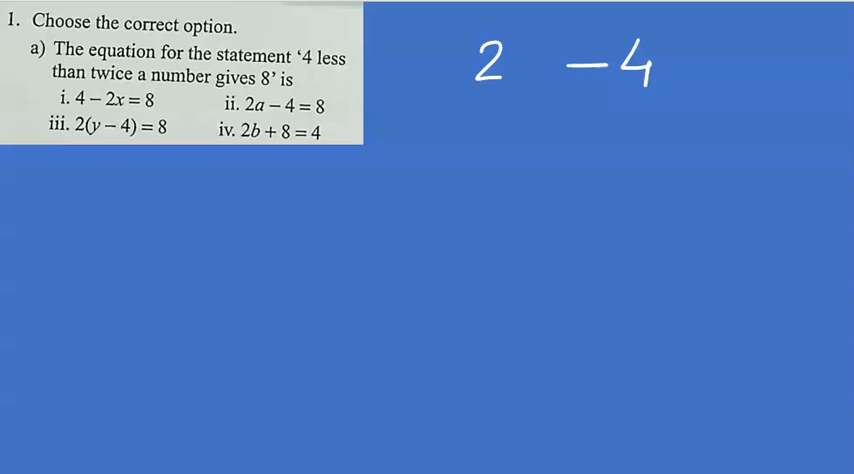 1. Choose the correct option.
a) The equation for the statement ‘4 less
than twice a number gives 8’ is
i. 4 – 2x = 8 ii. 2a – 4 = 8
iii. 2(y – 4) = 8 iv. 2b + 8 = 4
2 – 4